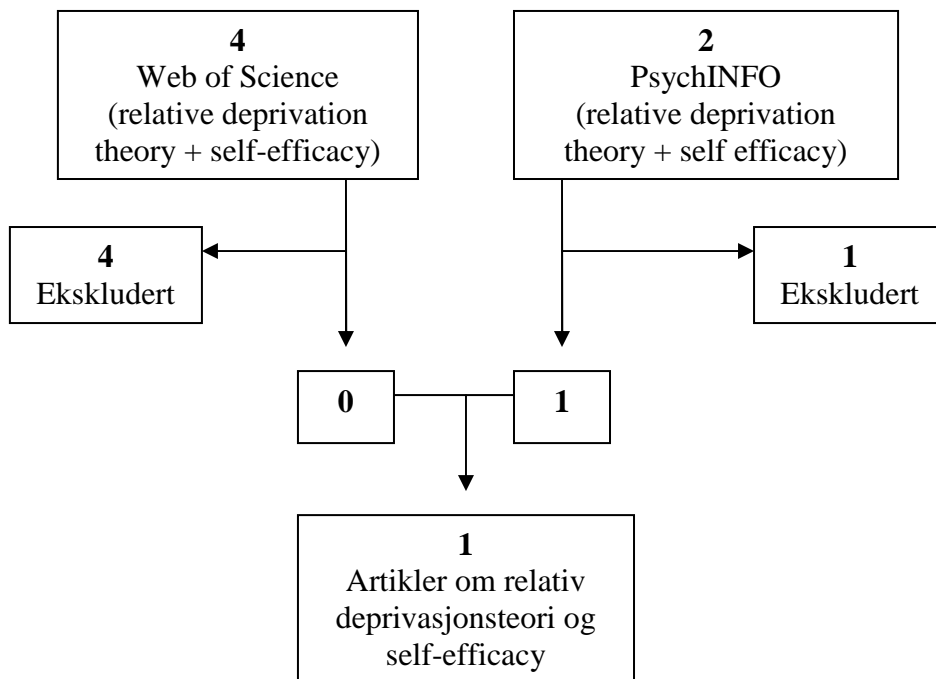 4
Web of Science
(relative deprivation
theory + self-efficacy)
2
PsychINFO
(relative deprivation
theory + self efficacy)
4
Ekskludert
1
Ekskludert
0
1
1
Artikler om relativ
deprivasjonsteori og
self-efficacy